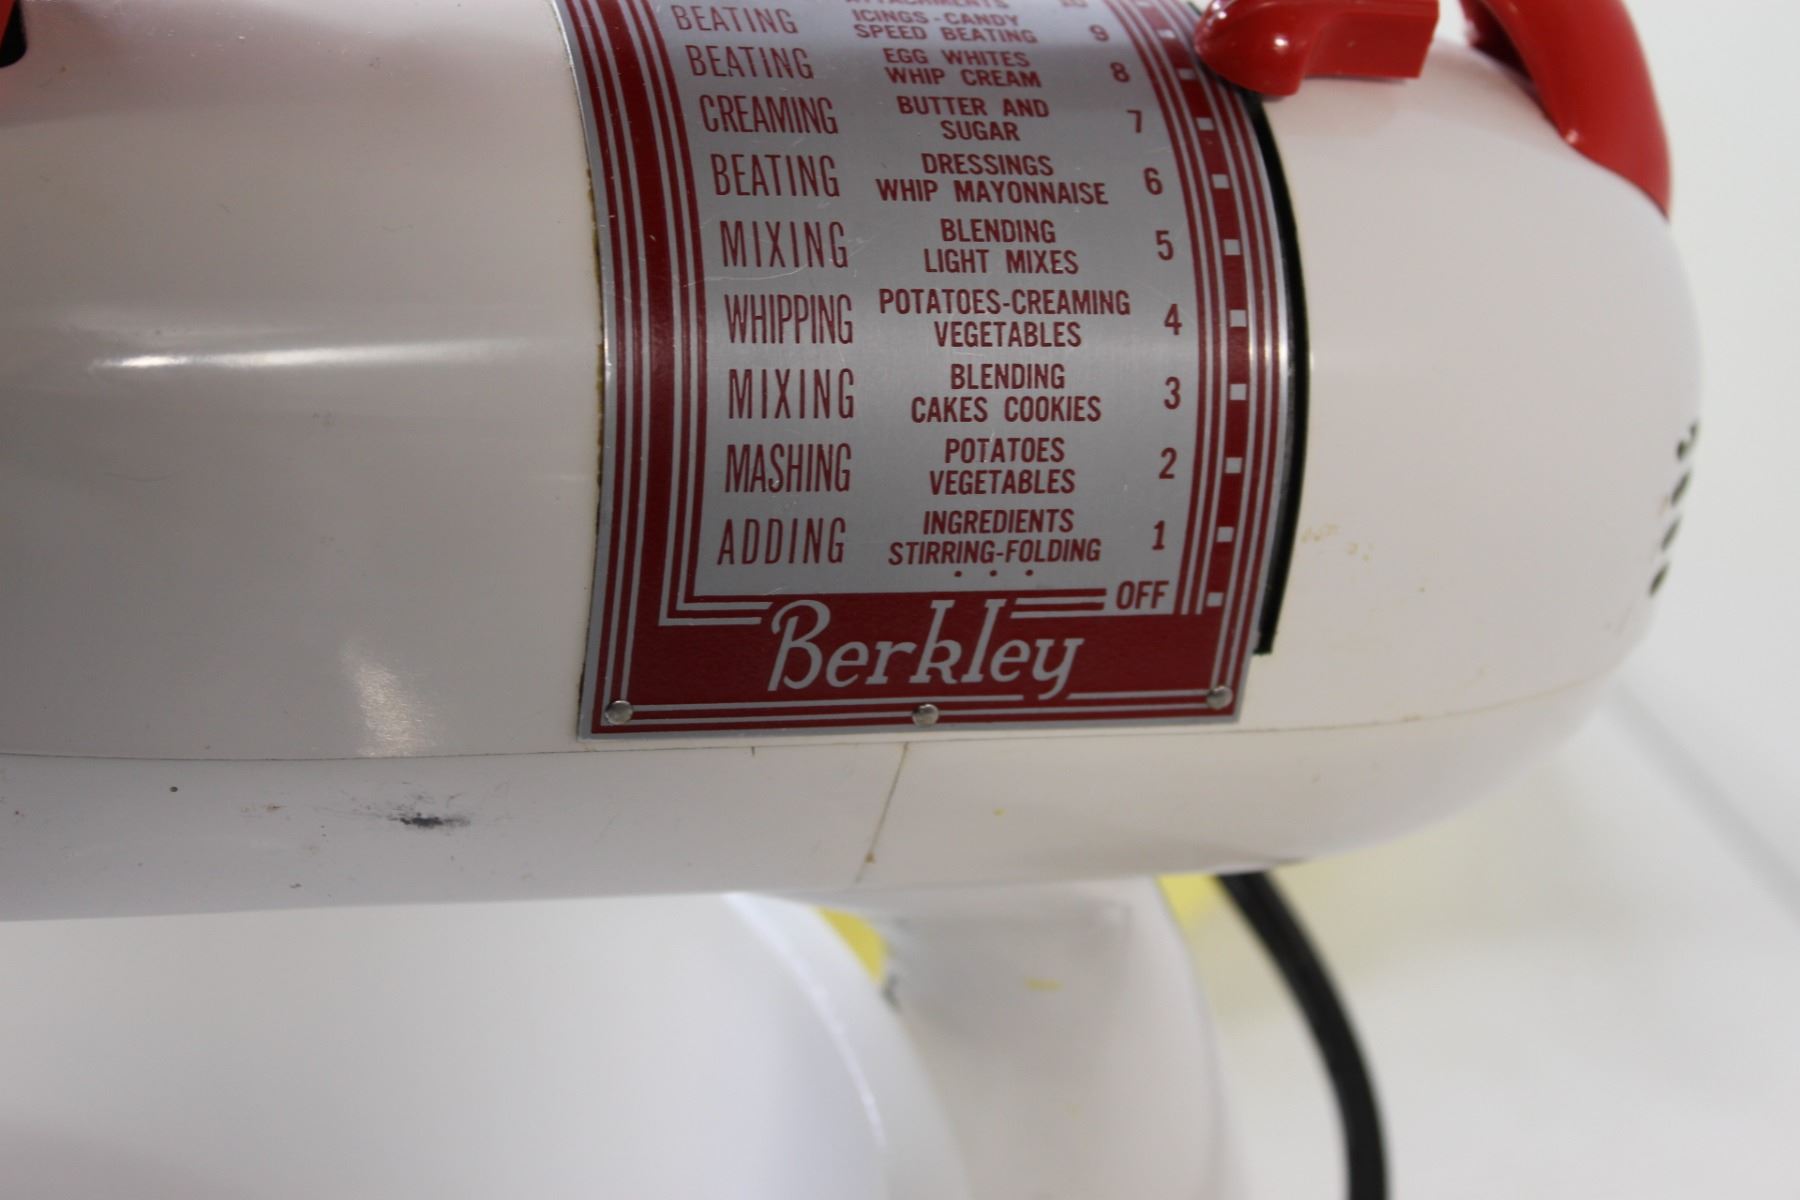 ATTACHMENTS 10
BEATING ICINGS-CANDY SPEED BEATING 9
BEATING EGG WHITES WHIP CREAM 8
CREAMING BUTTER AND SUGAR 7
BEATING DRESSINGS WHIP MAYONNAISE 6
MIXING BLENDING LIGHT MIXES 5
WHIPPING POTATOES-CREAMING VEGETABLES 4
MIXING BLENDING CAKES COOKIES 3
MASHING POTATOES VEGETABLES 2
ADDING INGREDIENTS STIRRING-FOLDING 1
OFF
Berkley